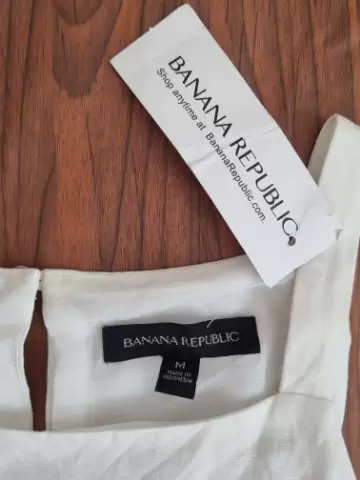 BANANA REPUBLIC
Shop anytime at BananaRepublic.com.
BANANA REPUBLIC
M
MADE IN
INDONESIA